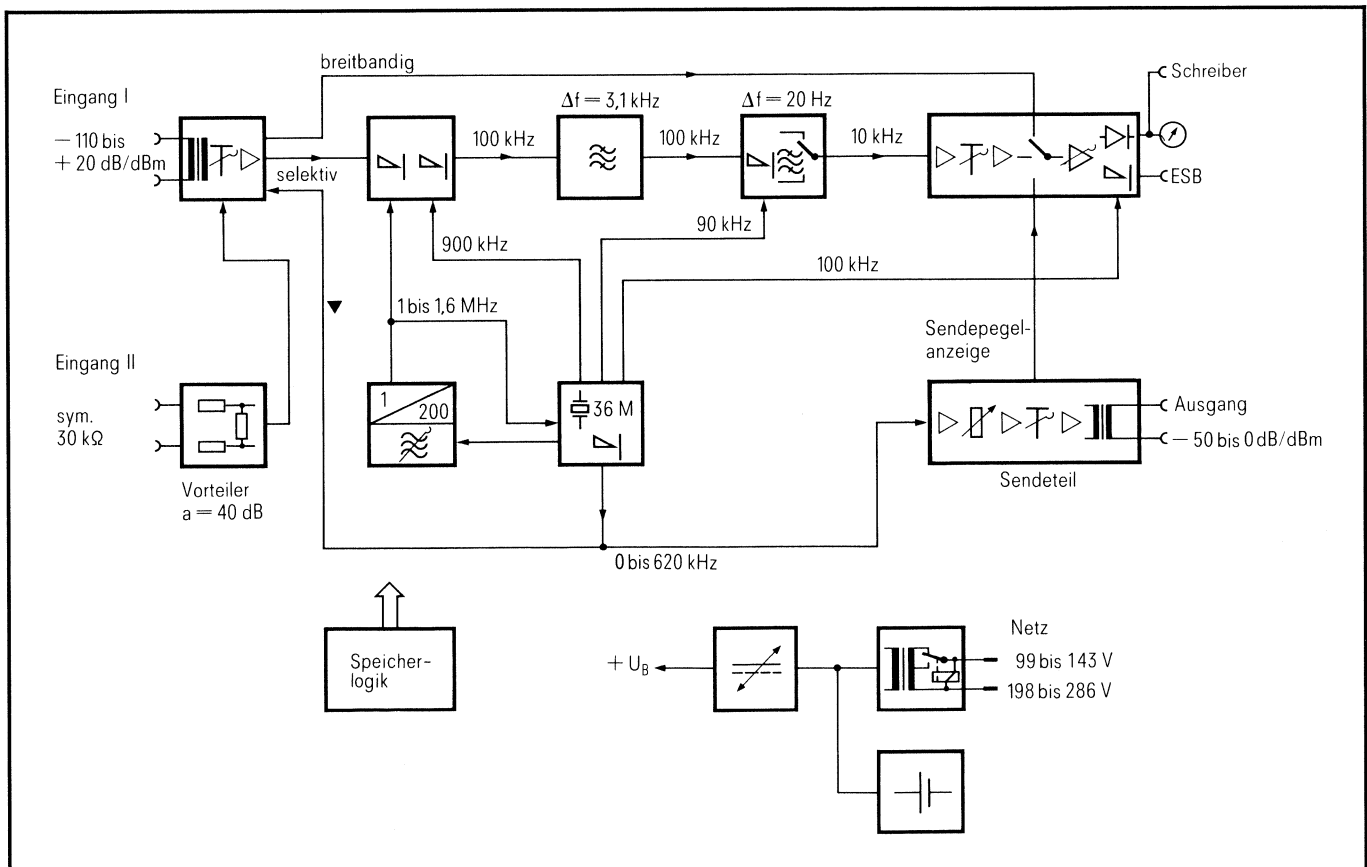 breitbandig
Eingang I
− 110 bis
+ 20 dB/dBm
selektiv
100 kHz
Δf = 3,1 kHz
100 kHz
Δf = 20 Hz
10 kHz
Schreiber
ESB
900 kHz
90 kHz
100 kHz
1 bis 1,6 MHz
Sendepegel-
anzeige
Eingang II
sym.
30 kΩ
Vorteiler
a = 40 dB
1
200
36 M
Ausgang
− 50 bis 0 dB/dBm
Sendeteil
0 bis 620 kHz
Speicher-
logik
+ U_B
Netz
99 bis 143 V
198 bis 286 V